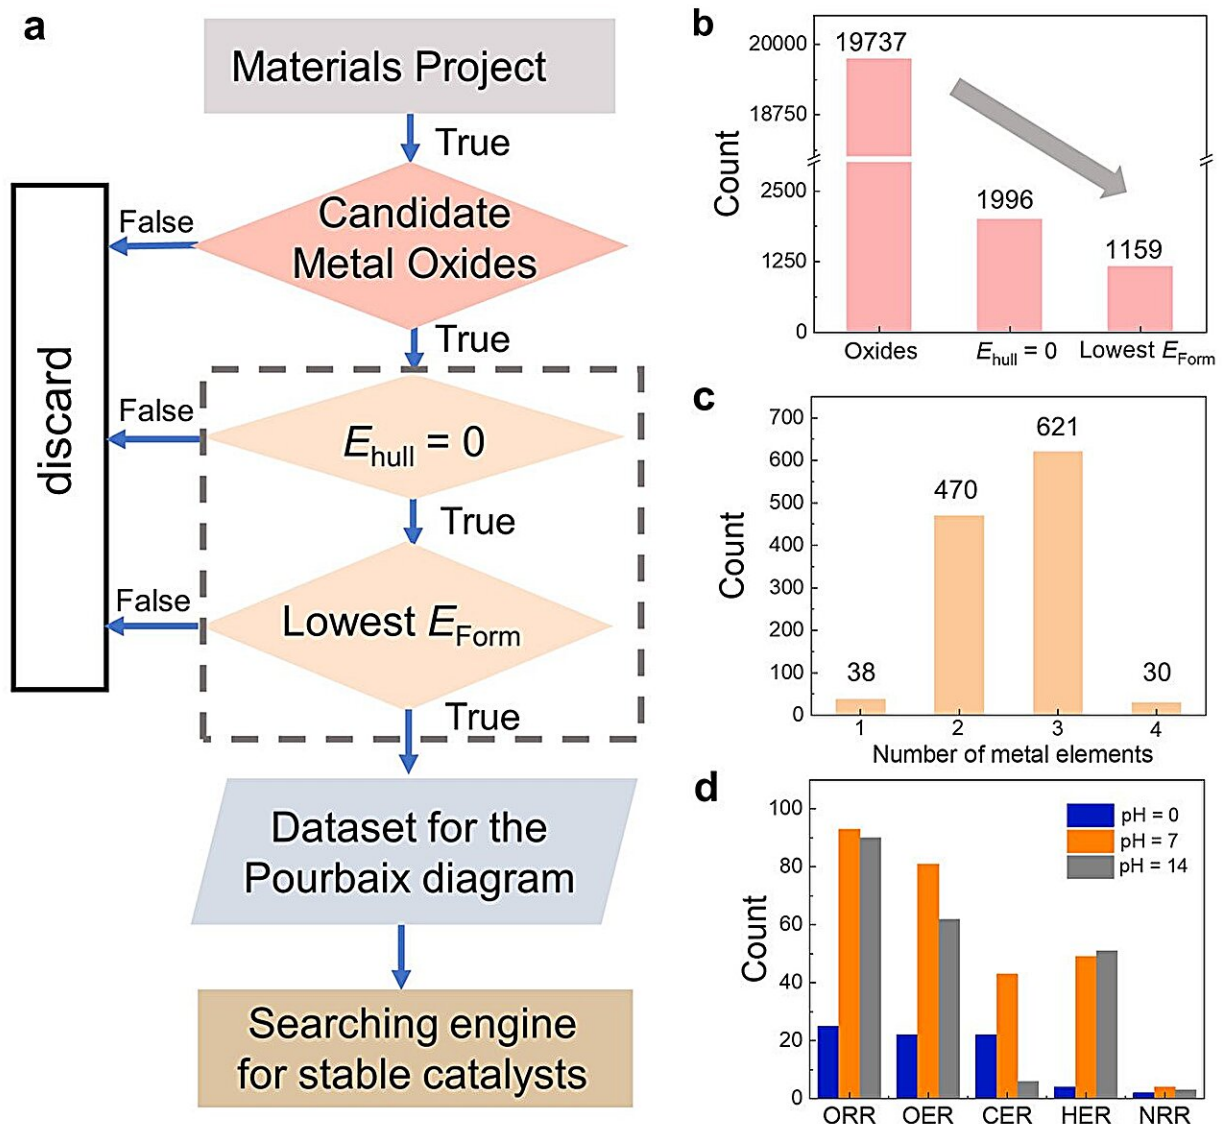 a
Materials Project
True
Candidate
Metal Oxides
False
True
discard
False
E_hull = 0
True
False
Lowest E_Form
True
Dataset for the
Pourbaix diagram
Searching engine
for stable catalysts
b
Count
20000
18750
2500
1250
0
19737
1996
1159
Oxides
E_hull = 0
Lowest E_Form
c
Count
700
600
500
400
300
200
100
0
38
470
621
30
1
2
3
4
Number of metal elements
d
Count
100
80
60
40
20
0
pH = 0
pH = 7
pH = 14
ORR
OER
CER
HER
NRR